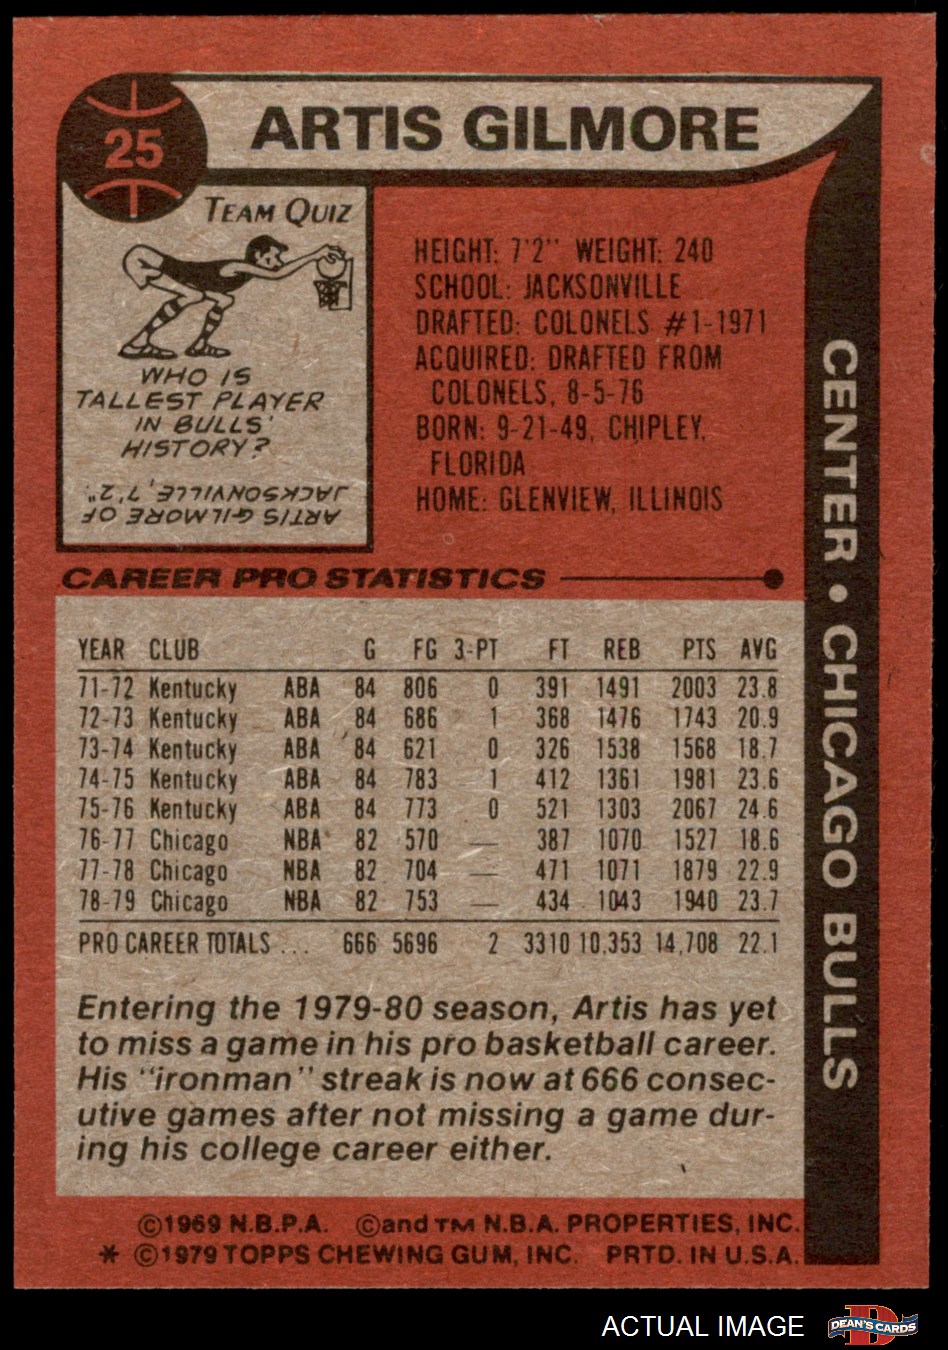 25
ARTIS GILMORE
TEAM QUIZ
WHO IS
TALLEST PLAYER
IN BULLS'
HISTORY?
ARTIS GILMORE OF
JACKSONVILLE, 7'2".
HEIGHT: 7'2" WEIGHT: 240
SCHOOL: JACKSONVILLE
DRAFTED: COLONELS #1-1971
ACQUIRED: DRAFTED FROM
COLONELS, 8-5-76
BORN: 9-21-49, CHIPLEY,
FLORIDA
HOME: GLENVIEW, ILLINOIS
CENTER • CHICAGO BULLS
CAREER PRO STATISTICS
YEAR CLUB G FG 3-PT FT REB PTS AVG
71-72 Kentucky ABA 84 806 0 391 1491 2003 23.8
72-73 Kentucky ABA 84 686 1 368 1476 1743 20.9
73-74 Kentucky ABA 84 621 0 326 1538 1568 18.7
74-75 Kentucky ABA 84 783 1 412 1361 1981 23.6
75-76 Kentucky ABA 84 773 0 521 1303 2067 24.6
76-77 Chicago NBA 82 570 — 387 1070 1527 18.6
77-78 Chicago NBA 82 704 — 471 1071 1879 22.9
78-79 Chicago NBA 82 753 — 434 1043 1940 23.7
PRO CAREER TOTALS ... 666 5696 2 3310 10,353 14,708 22.1
Entering the 1979-80 season, Artis has yet
to miss a game in his pro basketball career.
His "ironman" streak is now at 666 consec-
utive games after not missing a game dur-
ing his college career either.
©1969 N.B.P.A. ©and TM N.B.A. PROPERTIES, INC.
* ©1979 TOPPS CHEWING GUM, INC. PRTD. IN U.S.A.
ACTUAL IMAGE
D
DEAN'S CARDS